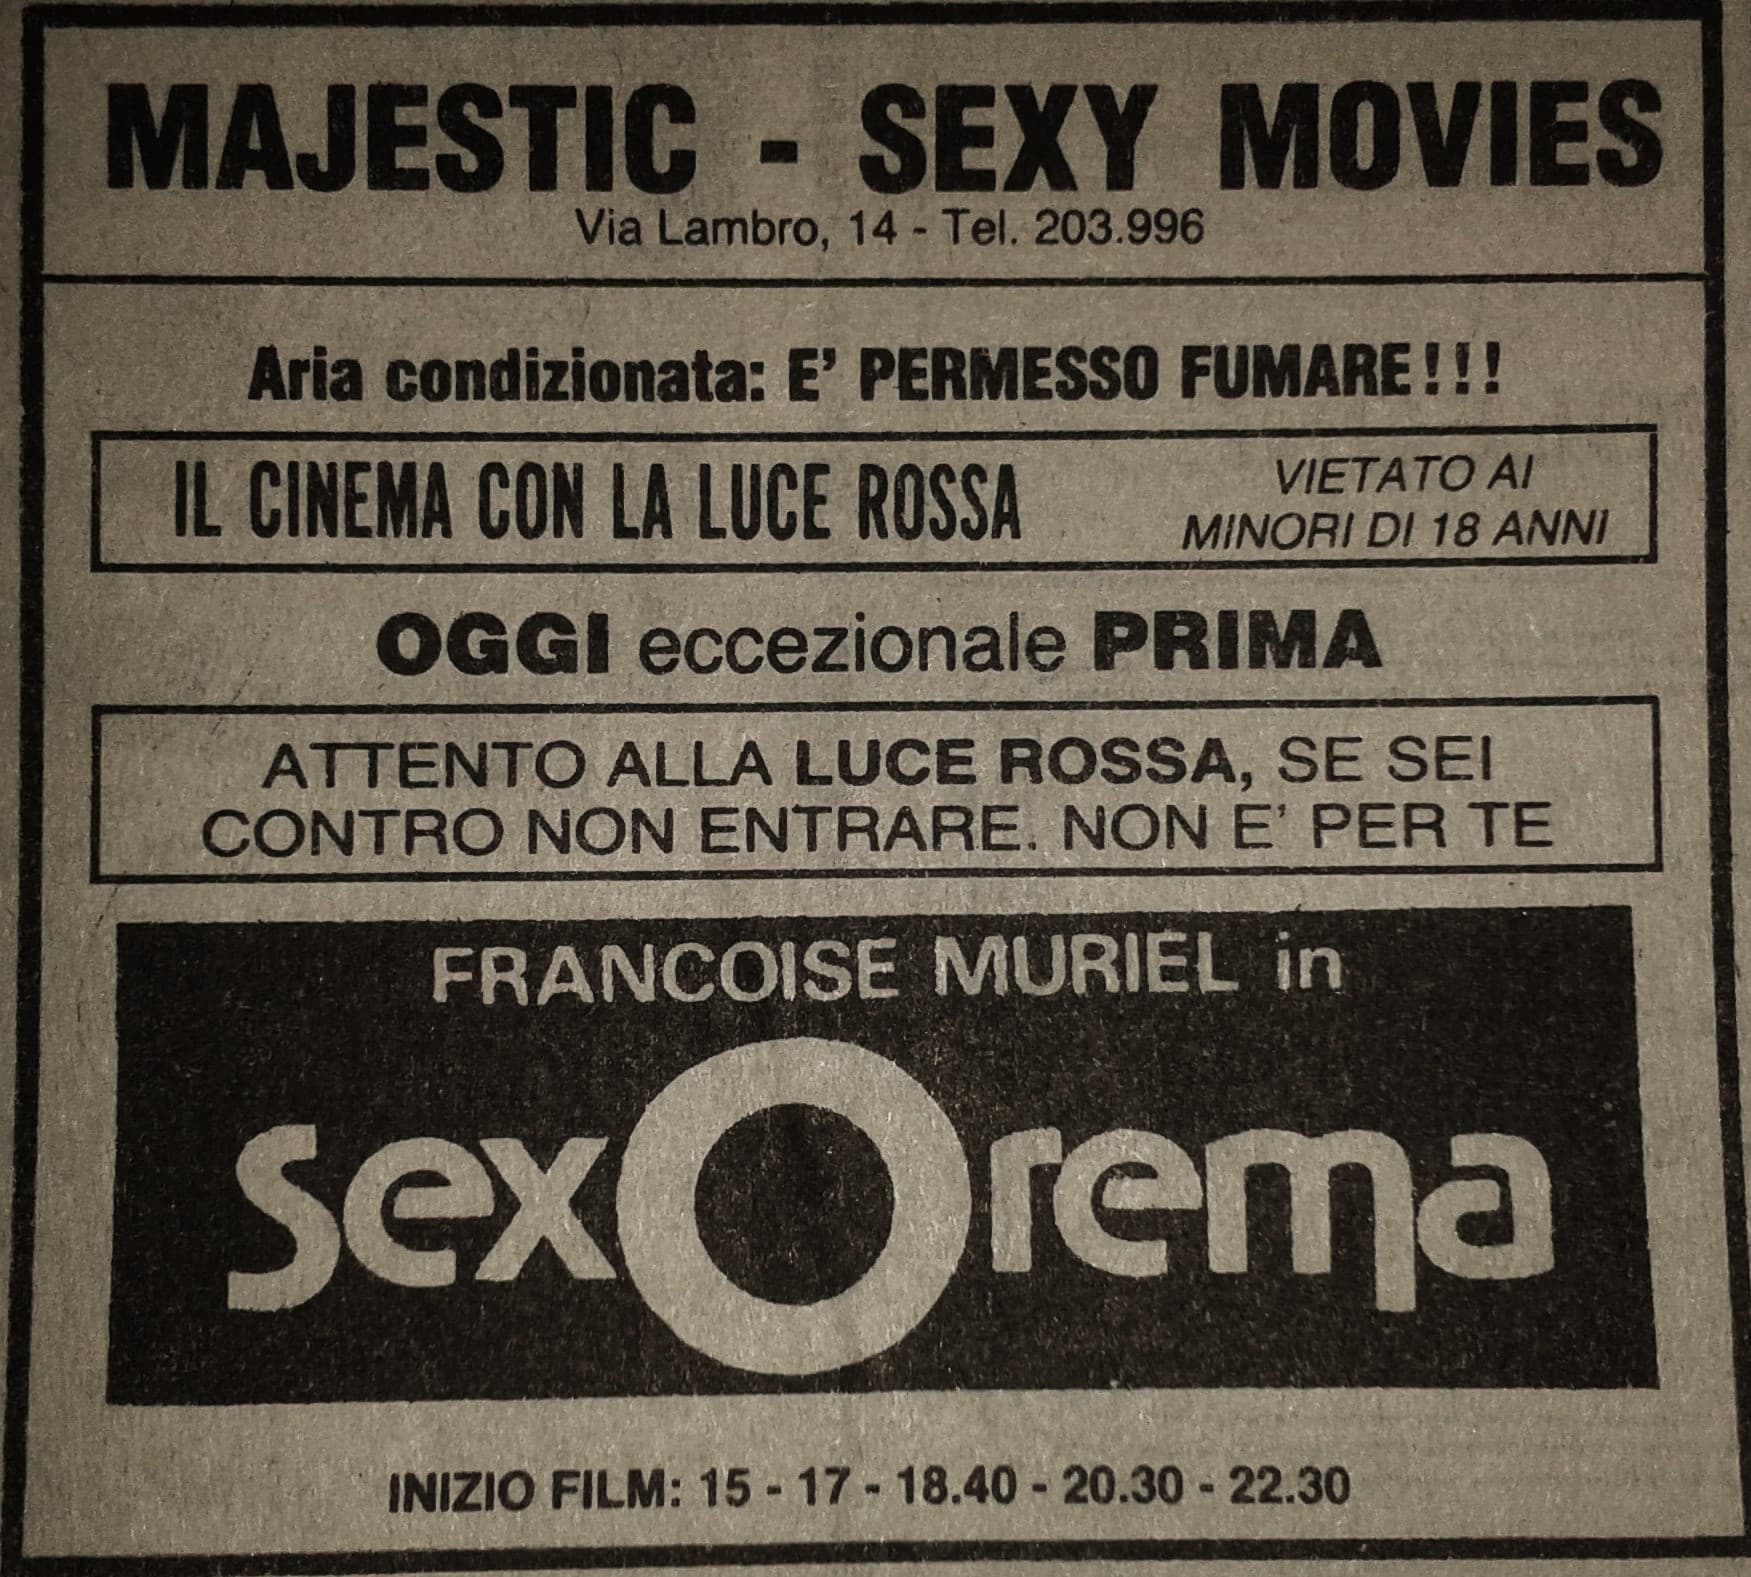 MAJESTIC - SEXY MOVIES
Via Lambro, 14 - Tel. 203.996
Aria condizionata: E' PERMESSO FUMARE!!!
IL CINEMA CON LA LUCE ROSSA
VIETATO AI
MINORI DI 18 ANNI
OGGI eccezionale PRIMA
ATTENTO ALLA LUCE ROSSA, SE SEI
CONTRO NON ENTRARE. NON E' PER TE
FRANCOISE MURIEL in
sexOrema
INIZIO FILM: 15 - 17 - 18.40 - 20.30 - 22.30